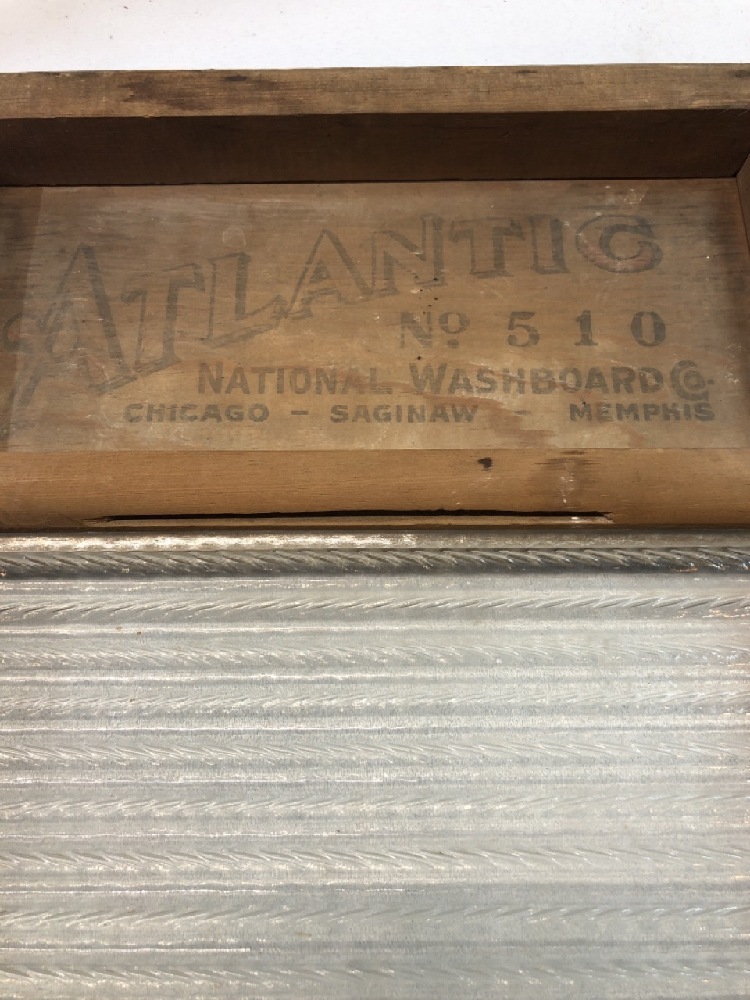 ATLANTIC
No. 510
NATIONAL WASHBOARD Co.
CHICAGO - SAGINAW - MEMPHIS